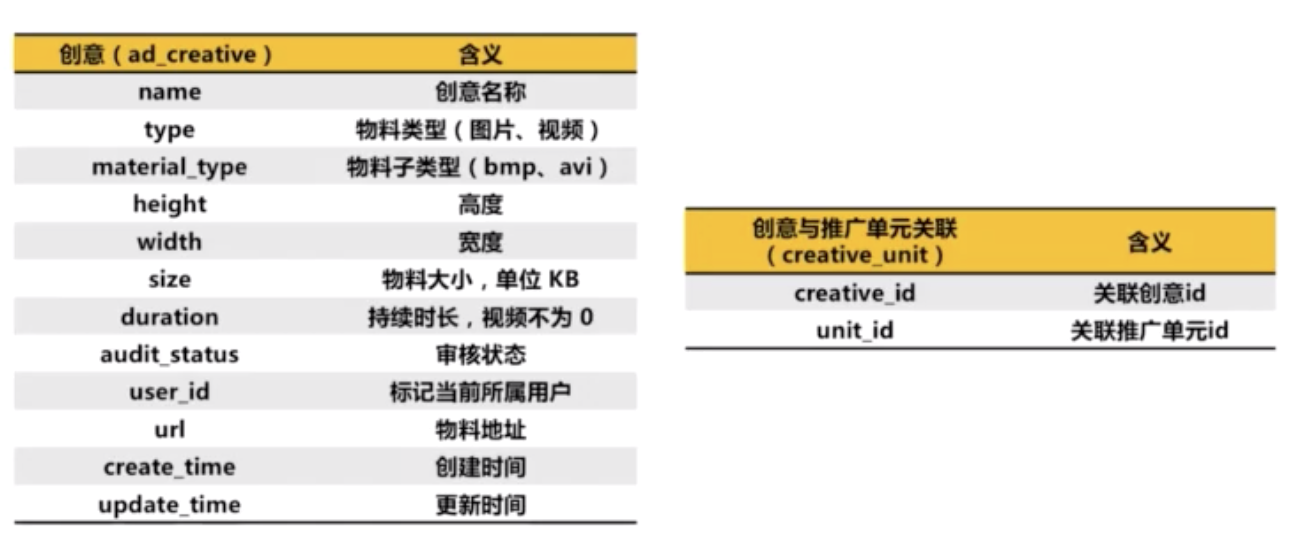 创意（ad_creative） 含义
name 创意名称
type 物料类型（图片、视频）
material_type 物料子类型（bmp、avi）
height 高度
width 宽度
size 物料大小，单位 KB
duration 持续时长，视频不为 0
audit_status 审核状态
user_id 标记当前所属用户
url 物料地址
create_time 创建时间
update_time 更新时间
创意与推广单元关联
（creative_unit） 含义
creative_id 关联创意id
unit_id 关联推广单元id